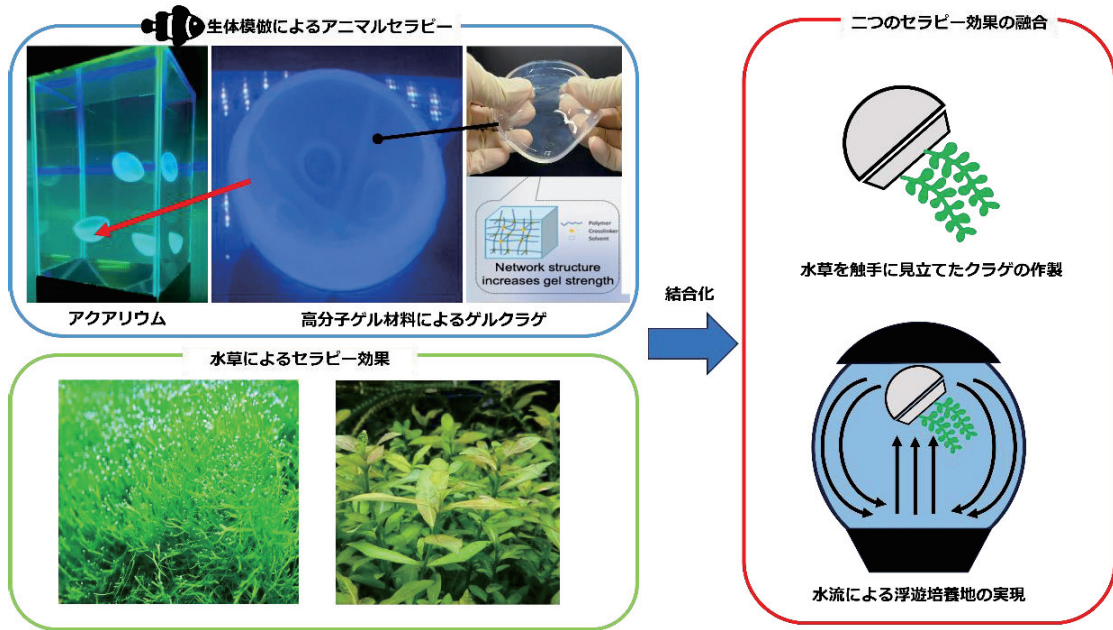 生体模倣によるアニマルセラピー
Polymer
Crosslinker
Solvent
Network structure
increases gel strength
アクアリウム
高分子ゲル材料によるゲルクラゲ
水草によるセラピー効果
結合化
二つのセラピー効果の融合
水草を触手に見立てたクラゲの作製
水流による浮遊培養地の実現